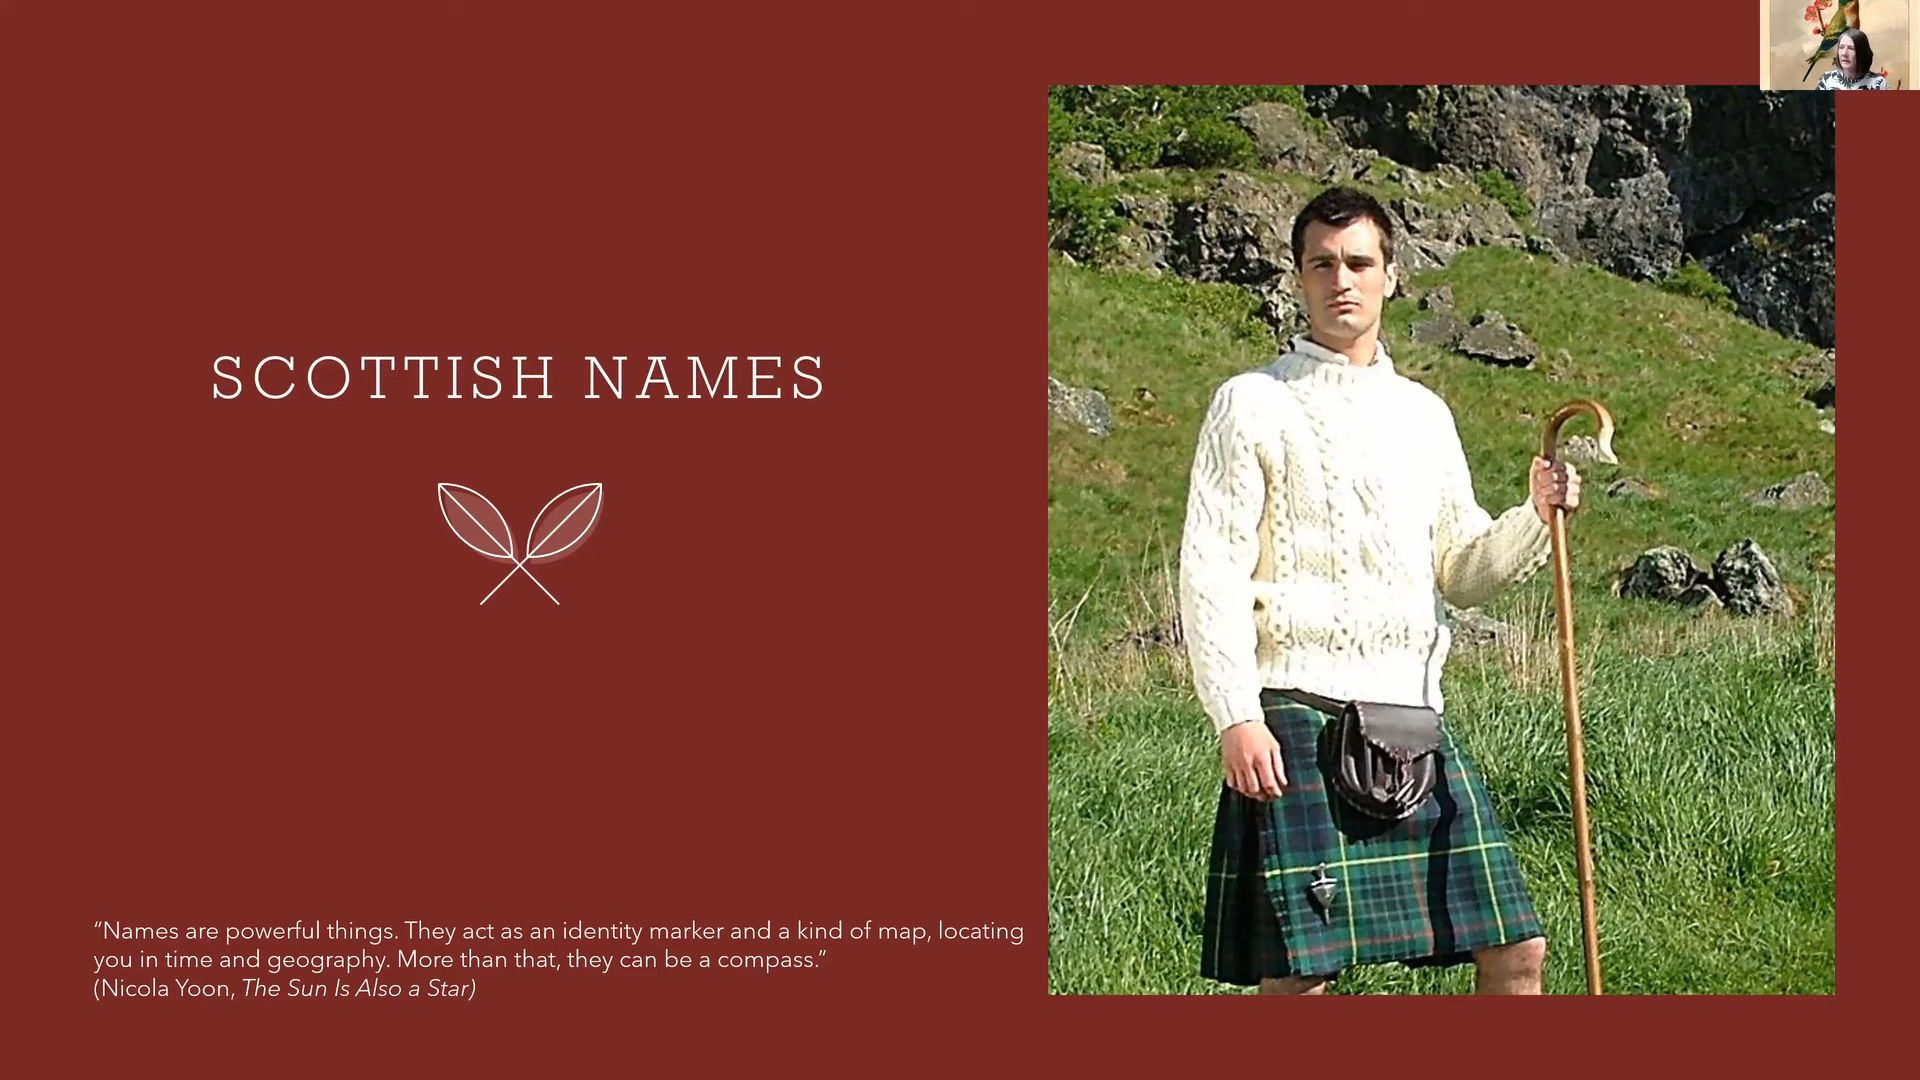 SCOTTISH NAMES
“Names are powerful things. They act as an identity marker and a kind of map, locating
you in time and geography. More than that, they can be a compass.”
(Nicola Yoon, The Sun Is Also a Star)